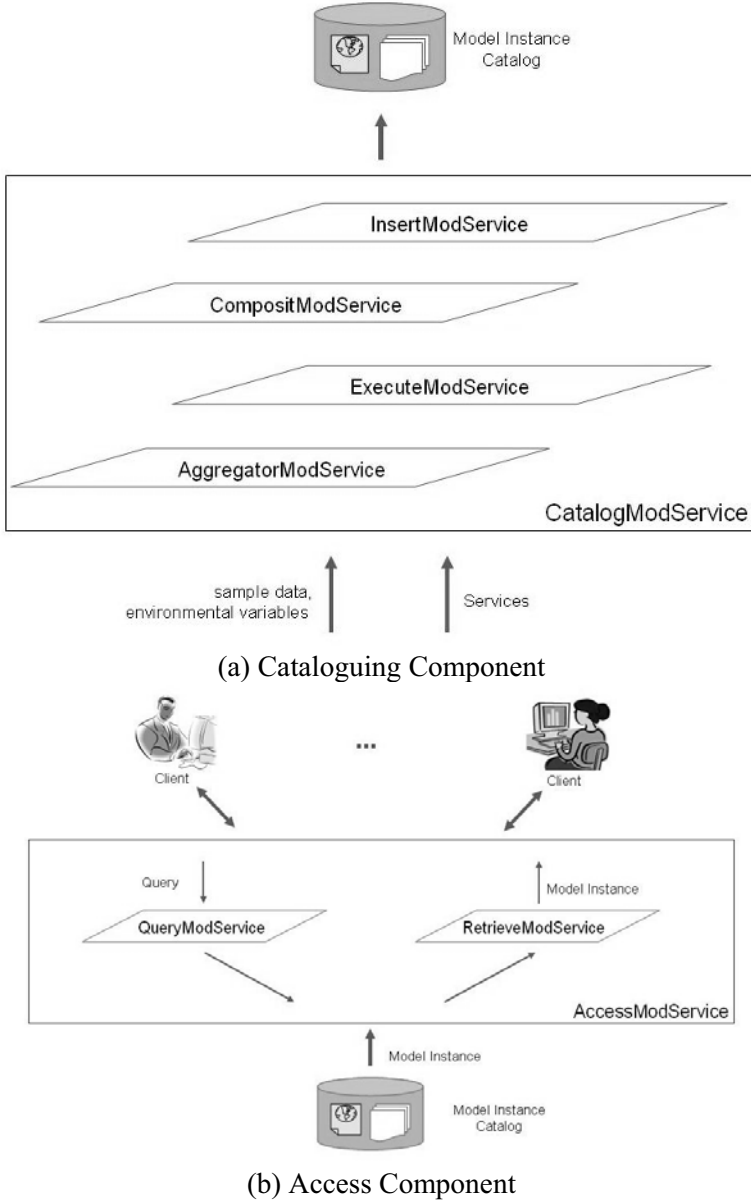 Model Instance
Catalog
InsertModService
CompositModService
ExecuteModService
AggregatorModService
CatalogModService
sample data,
environmental variables
Services
(a) Cataloguing Component
...
Client
Client
Query
Model Instance
QueryModService
RetrieveModService
AccessModService
Model Instance
Model Instance
Catalog
(b) Access Component